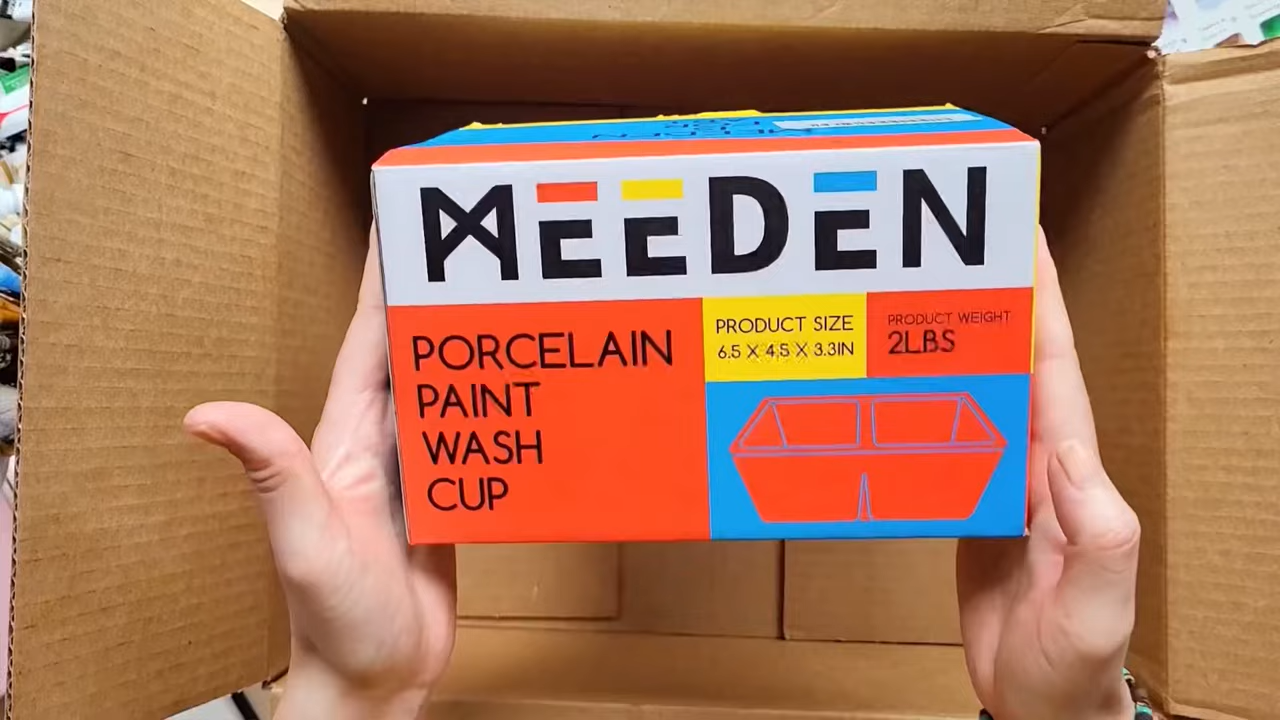 MEEDEN
PORCELAIN
PAINT
WASH
CUP
PRODUCT SIZE
6.5 X 4.5 X 3.3IN
PRODUCT WEIGHT
2LBS